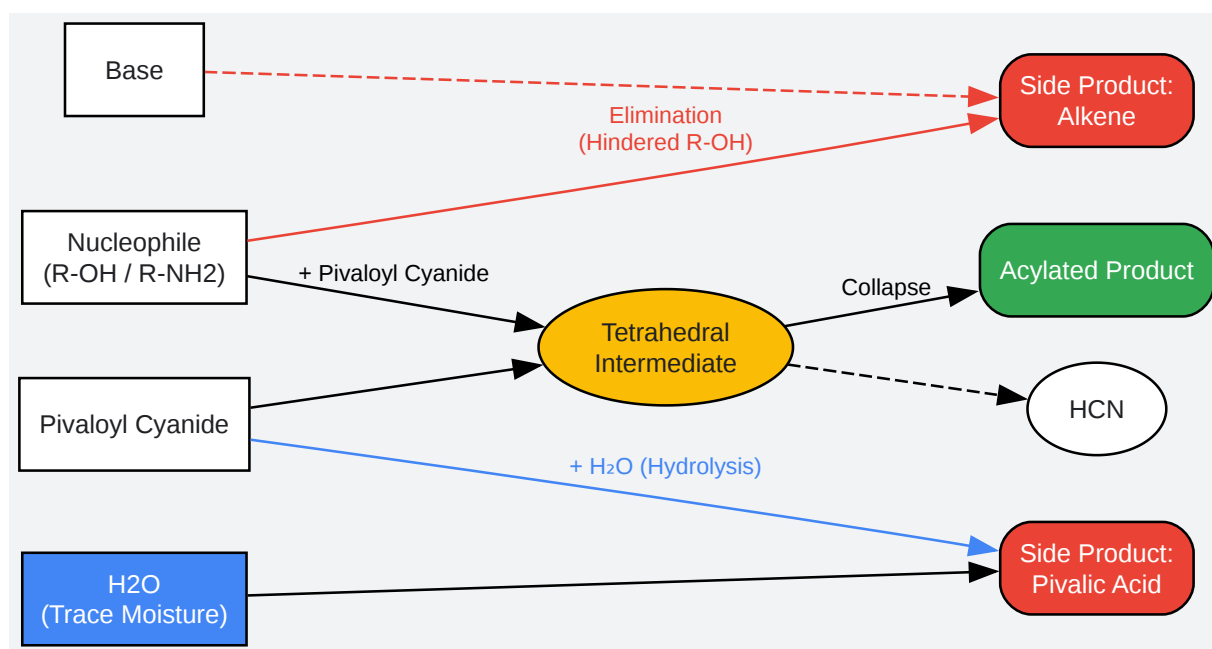 Base
Side Product:
Alkene
Elimination
(Hindered R-OH)
Nucleophile
(R-OH / R-NH2)
+ Pivaloyl Cyanide
Acylated Product
Collapse
Tetrahedral
Intermediate
Pivaloyl Cyanide
HCN
+ H₂O (Hydrolysis)
Side Product:
Pivalic Acid
H2O
(Trace Moisture)